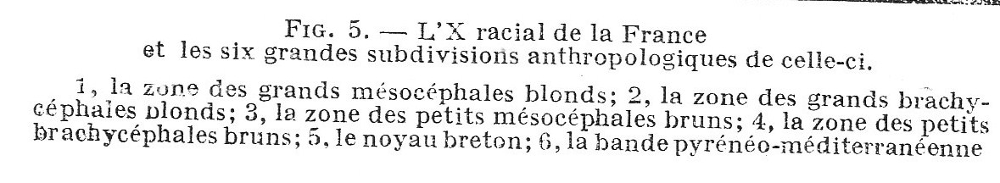 FIG. 5. — L'X racial de la France
et les six grandes subdivisions anthropologiques de celle-ci.
1, la zone des grands mésocéphales blonds; 2, la zone des grands brachy-
céphales blonds; 3, la zone des petits mésocéphales bruns; 4, la zone des petits
brachycéphales bruns; 5, le noyau breton; 6, la bande pyrénéo-méditerranéenne